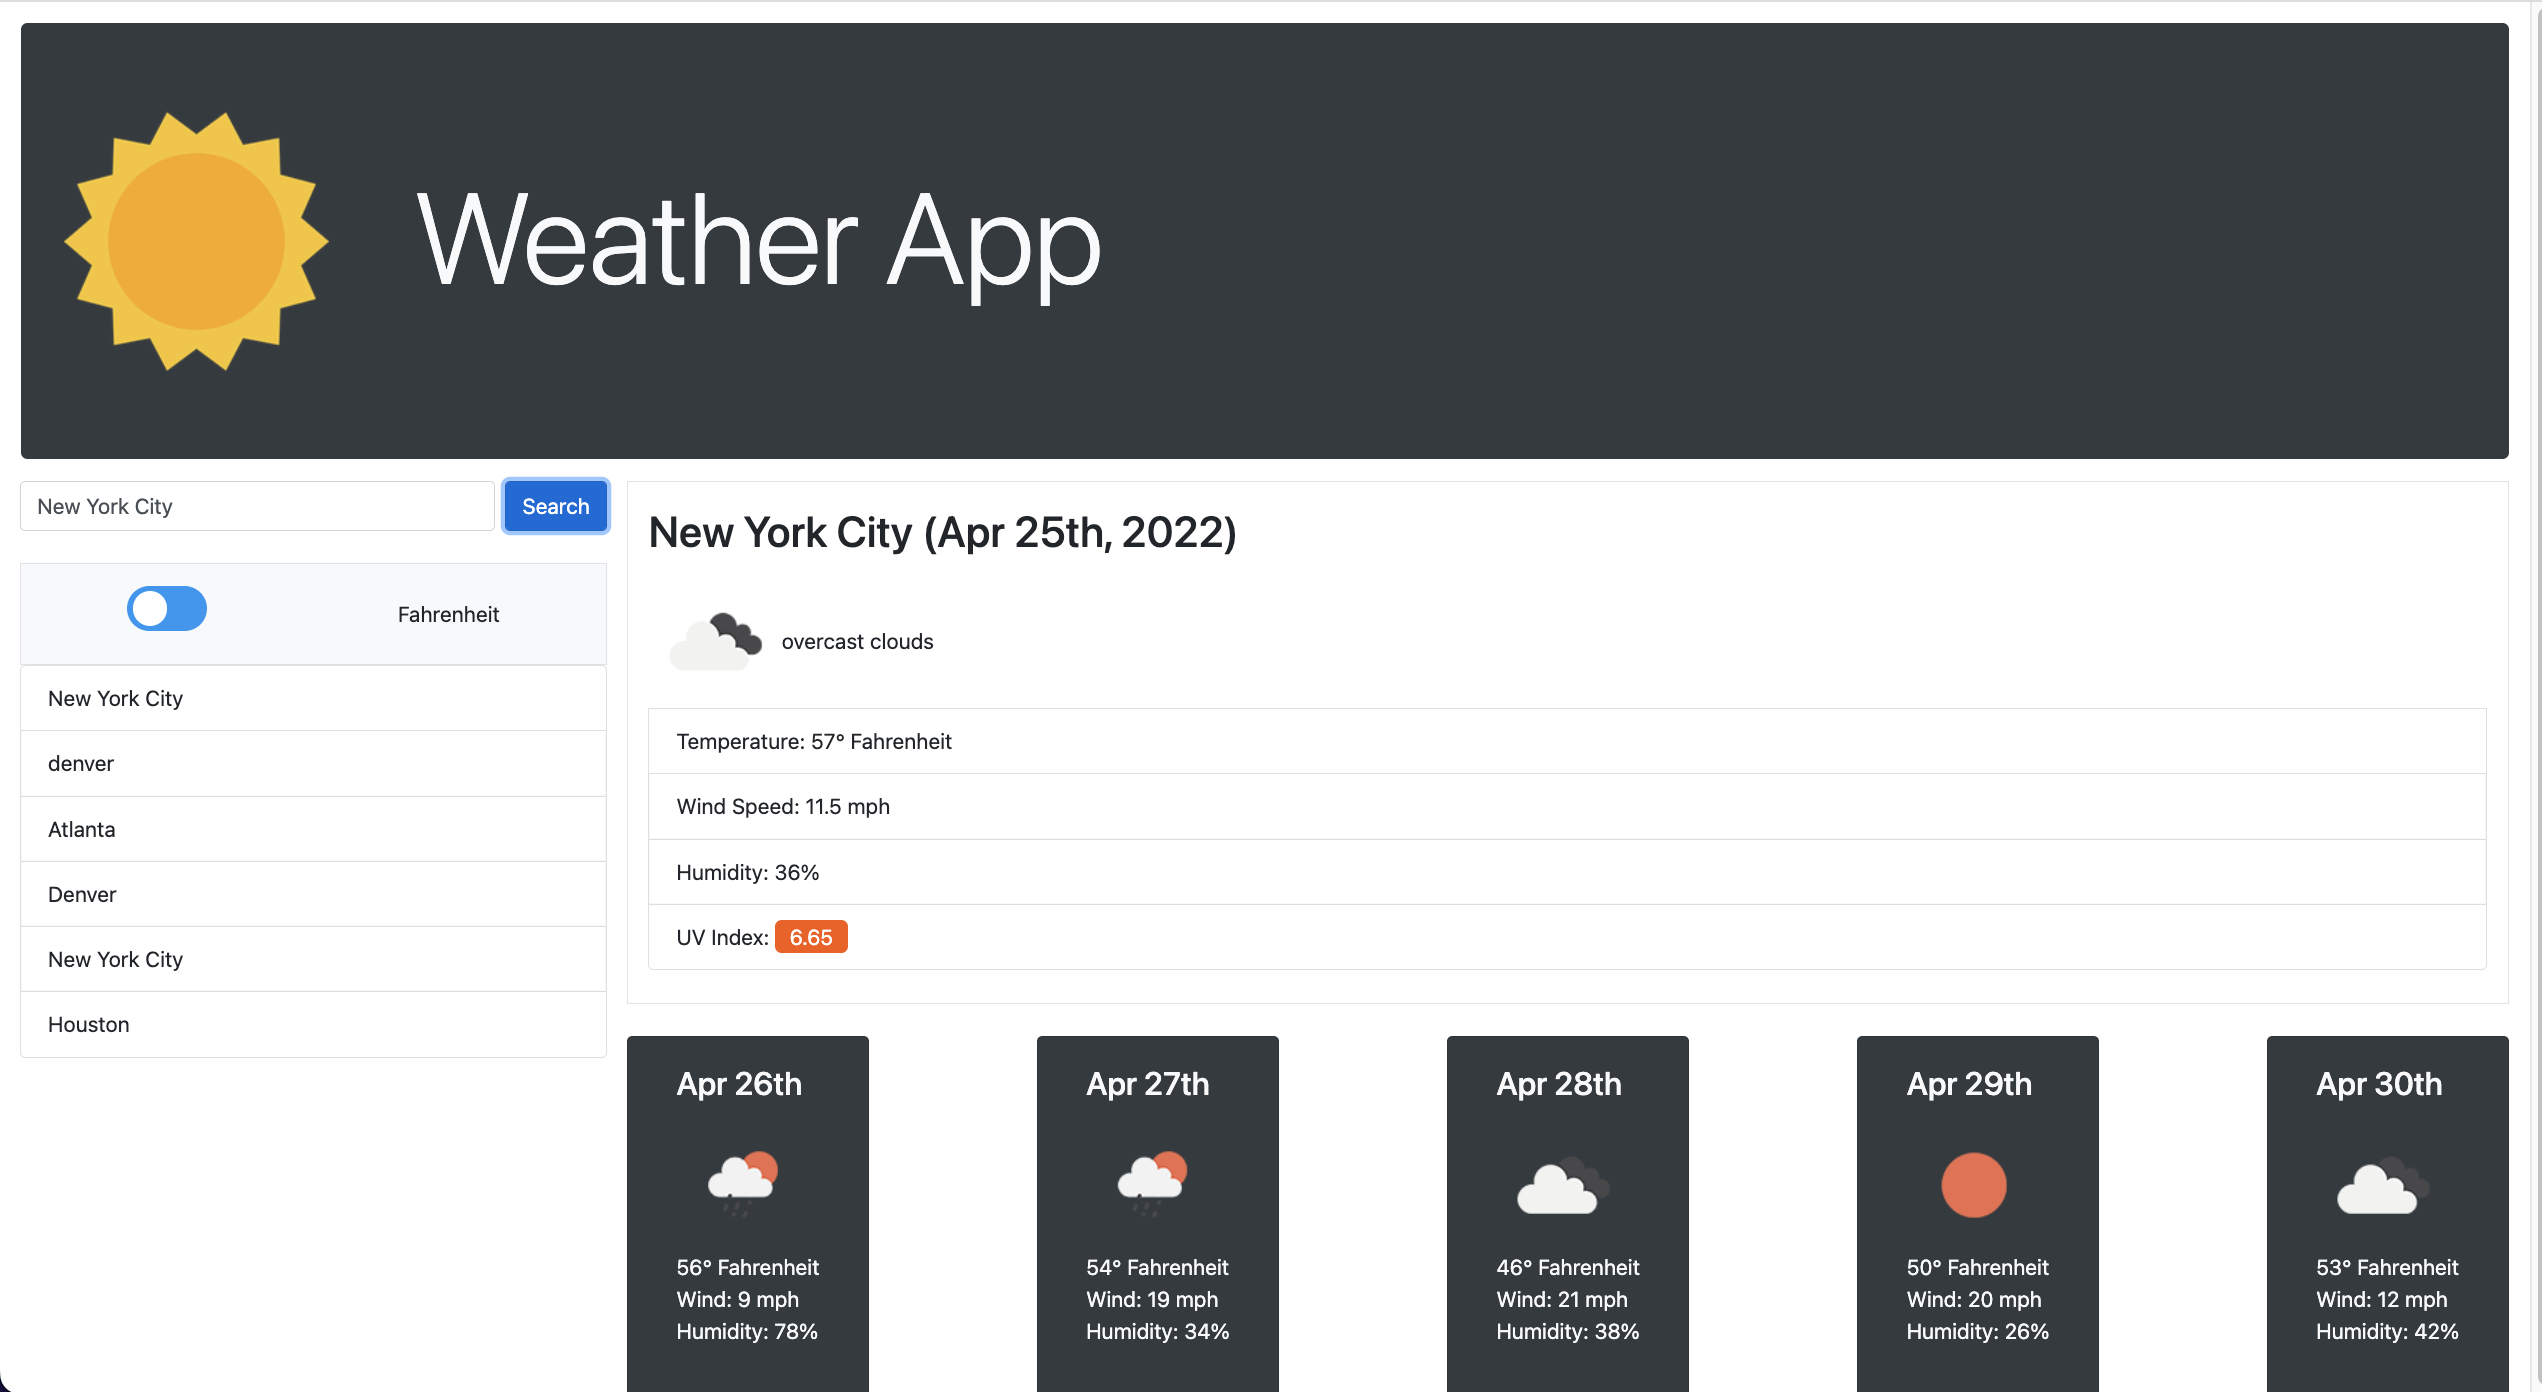 Weather App
New York City
Search
Fahrenheit
New York City
denver
Atlanta
Denver
New York City
Houston
New York City (Apr 25th, 2022)
overcast clouds
Temperature: 57° Fahrenheit
Wind Speed: 11.5 mph
Humidity: 36%
UV Index: 6.65
Apr 26th
56° Fahrenheit
Wind: 9 mph
Humidity: 78%
Apr 27th
54° Fahrenheit
Wind: 19 mph
Humidity: 34%
Apr 28th
46° Fahrenheit
Wind: 21 mph
Humidity: 38%
Apr 29th
50° Fahrenheit
Wind: 20 mph
Humidity: 26%
Apr 30th
53° Fahrenheit
Wind: 12 mph
Humidity: 42%